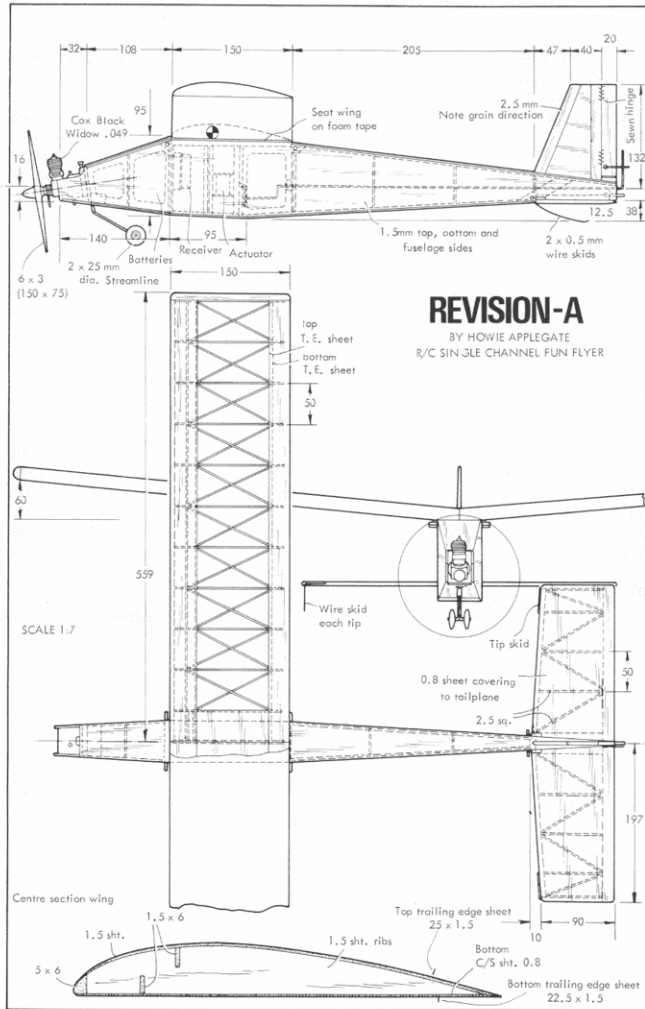 20
32
108
150
205
47
40
Cox Black
Widow .049
95
Seat wing
on foam tape
2.5 mm
Note grain direction
Sewn hinge
132
16
12.5
38
140
95
1.5mm top, oottom and
fuselage sides
2 x 0.5 mm
wire skids
Receiver
Actuator
Batteries
2 x 25 mm
dia. Streamline
6 x 3
(150 x 75)
150
REVISION-A
BY HOWIE APPLEGATE
R/C SINGLE CHANNEL FUN FLYER
top
T.E. sheet
bottom
T.E. sheet
50
60
559
SCALE 1:7
Wire skid
each tip
Tip skid
0.8 sheet covering
to tailplane
2.5 sq.
50
197
10
90
Centre section wing
1.5 sht.
1.5 x 6
5 x 6
1.5 sht. ribs
Top trailing edge sheet
25 x 1.5
Bottom
C/S sht. 0.8
Bottom trailing edge sheet
22.5 x 1.5